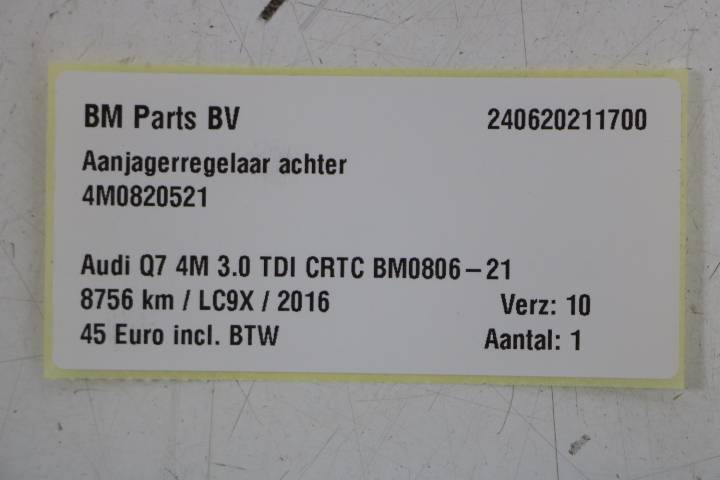 BM Parts BV 240620211700
Aanjagerregelaar achter
4M0820521
Audi Q7 4M 3.0 TDI CRTC BM0806-21
8756 km / LC9X / 2016 Verz: 10
45 Euro incl. BTW Aantal: 1